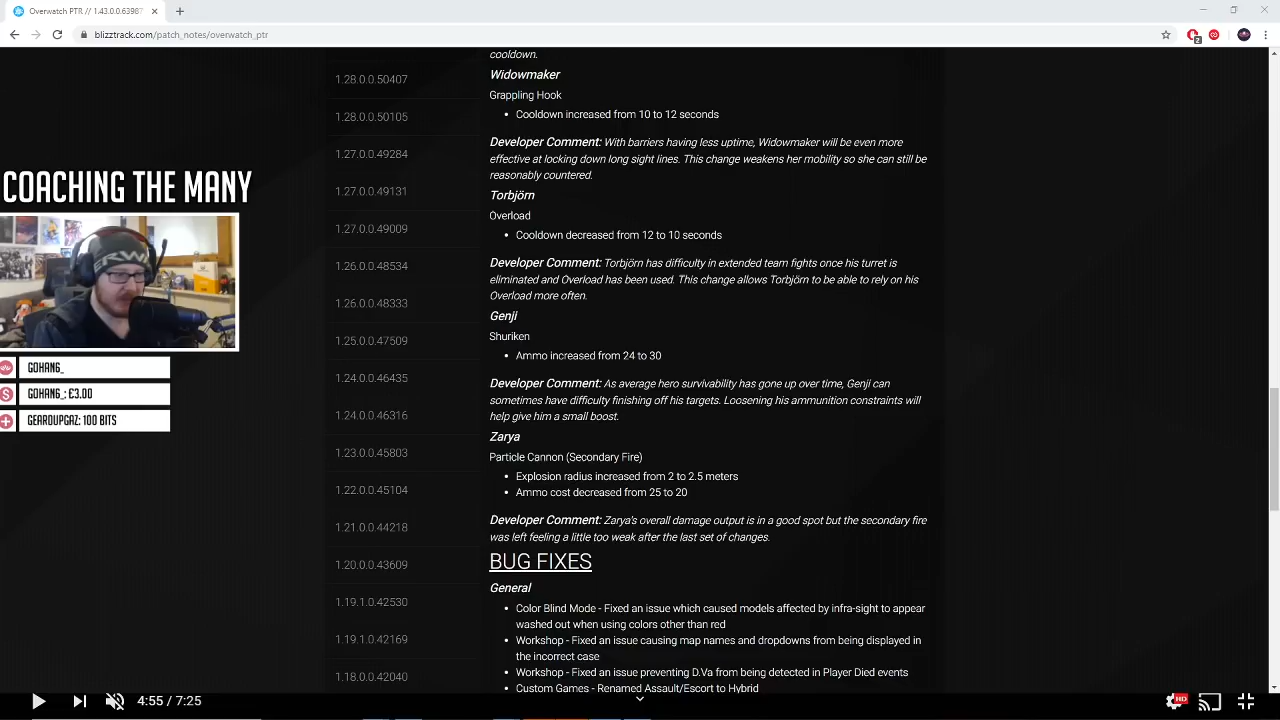 Overwatch PTR // 1.43.0.0.63987
blizztrack.com/patch_notes/overwatch_ptr
2
cooldown.
1.28.0.0.50407
1.28.0.0.50105
1.27.0.0.49284
1.27.0.0.49131
1.27.0.0.49009
1.26.0.0.48534
1.26.0.0.48333
1.25.0.0.47509
1.24.0.0.46435
1.24.0.0.46316
1.23.0.0.45803
1.22.0.0.45104
1.21.0.0.44218
1.20.0.0.43609
1.19.1.0.42530
1.19.1.0.42169
1.18.0.0.42040
Widowmaker
Grappling Hook
• Cooldown increased from 10 to 12 seconds
Developer Comment: With barriers having less uptime, Widowmaker will be even more
effective at locking down long sight lines. This change weakens her mobility so she can still be
reasonably countered.
Torbjörn
Overload
• Cooldown decreased from 12 to 10 seconds
Developer Comment: Torbjörn has difficulty in extended team fights once his turret is
eliminated and Overload has been used. This change allows Torbjörn to be able to rely on his
Overload more often.
Genji
Shuriken
• Ammo increased from 24 to 30
Developer Comment: As average hero survivability has gone up over time, Genji can
sometimes have difficulty finishing off his targets. Loosening his ammunition constraints will
help give him a small boost.
Zarya
Particle Cannon (Secondary Fire)
• Explosion radius increased from 2 to 2.5 meters
• Ammo cost decreased from 25 to 20
Developer Comment: Zarya's overall damage output is in a good spot but the secondary fire
was left feeling a little too weak after the last set of changes.
BUG FIXES
General
• Color Blind Mode - Fixed an issue which caused models affected by infra-sight to appear
washed out when using colors other than red
• Workshop - Fixed an issue causing map names and dropdowns from being displayed in
the incorrect case
• Workshop - Fixed an issue preventing D.Va from being detected in Player Died events
• Custom Games - Renamed Assault/Escort to Hybrid
COACHING THE MANY
GOHAN6_
GOHAN6_: £3.00
GEARDUPGAZ: 100 BITS
4:55 / 7:25
HD